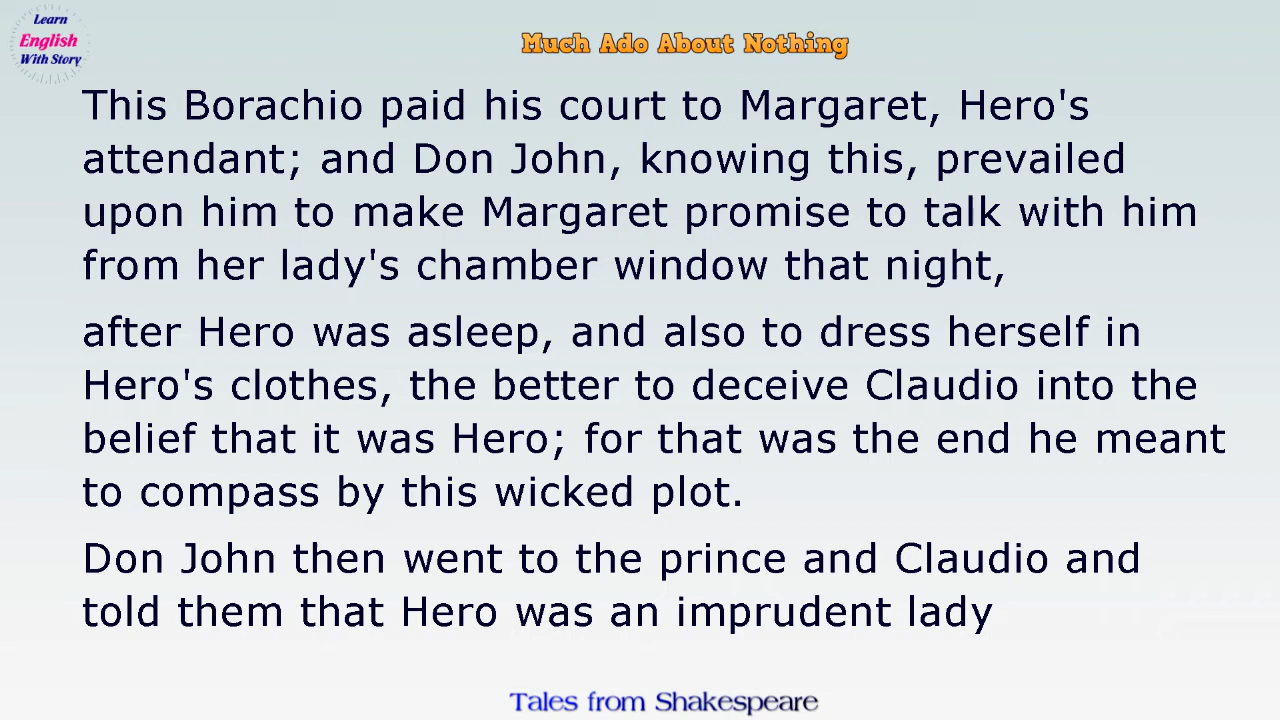 Learn
English
With Story
Much Ado About Nothing
This Borachio paid his court to Margaret, Hero's
attendant; and Don John, knowing this, prevailed
upon him to make Margaret promise to talk with him
from her lady's chamber window that night,
after Hero was asleep, and also to dress herself in
Hero's clothes, the better to deceive Claudio into the
belief that it was Hero; for that was the end he meant
to compass by this wicked plot.
Don John then went to the prince and Claudio and
told them that Hero was an imprudent lady
Tales from Shakespeare